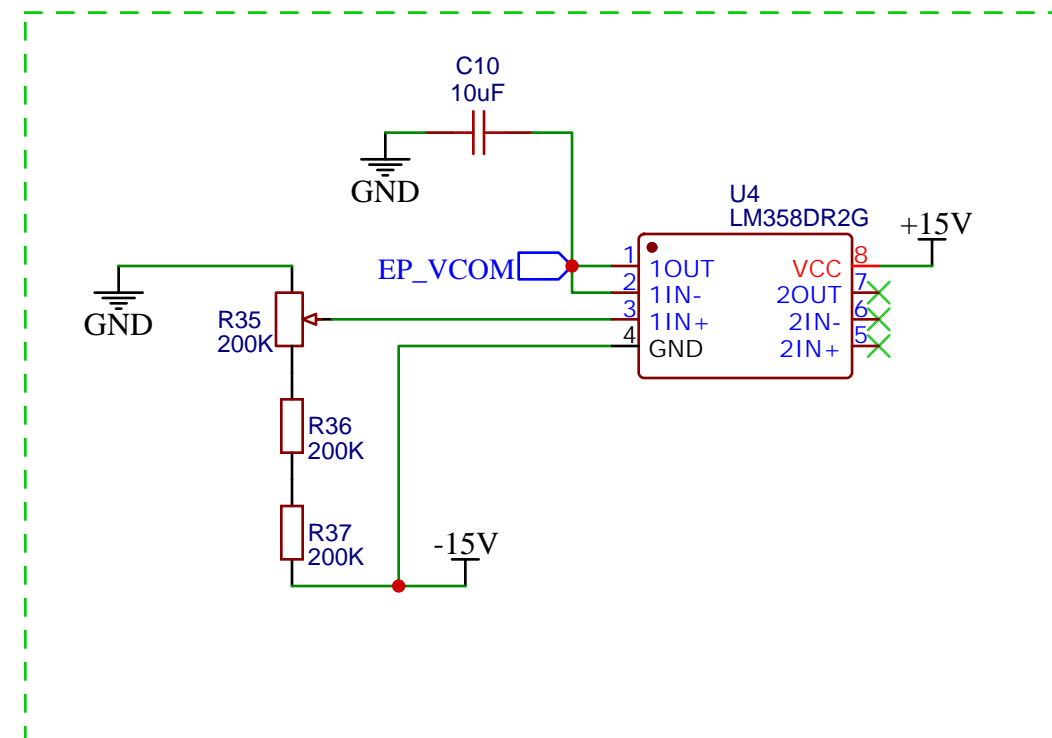 C10
10uF
GND
U4
LM358DR2G
+15V
EP_VCOM
1
1OUT
VCC
8
2
1IN-
2OUT
7
3
1IN+
2IN-
6
4
GND
2IN+
5
GND
R35
200K
R36
200K
R37
200K
-15V